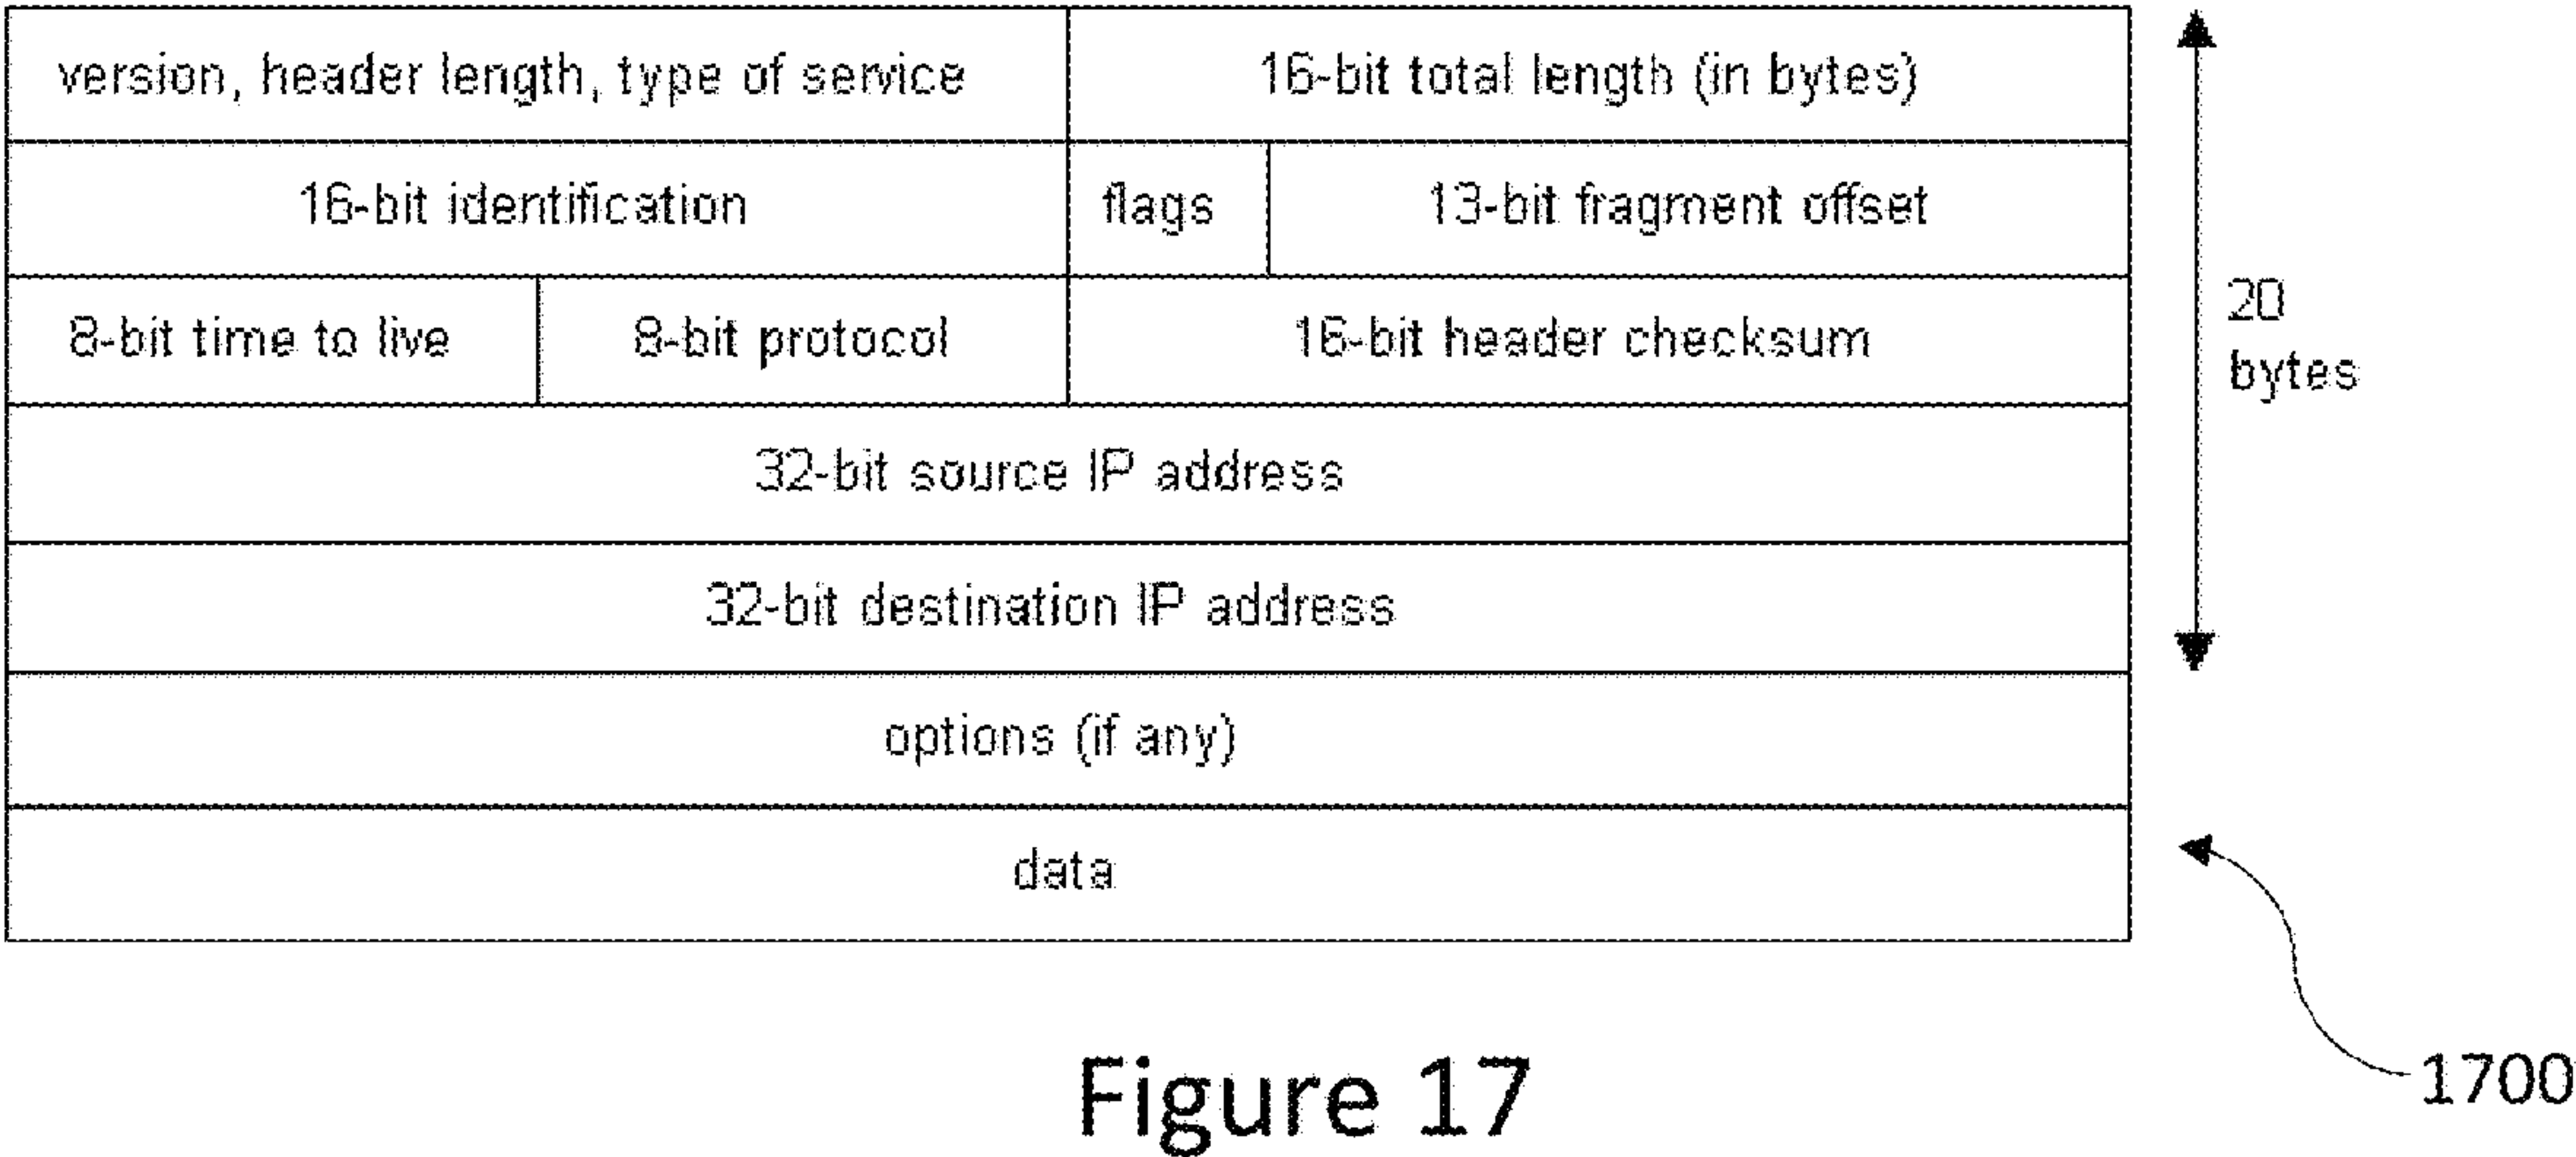 version, header length, type of service
16-bit total length (in bytes)
16-bit identification
flags
13-bit fragment offset
8-bit time to live
8-bit protocol
16-bit header checksum
20
bytes
32-bit source IP address
32-bit destination IP address
options (if any)
data
1700
Figure 17